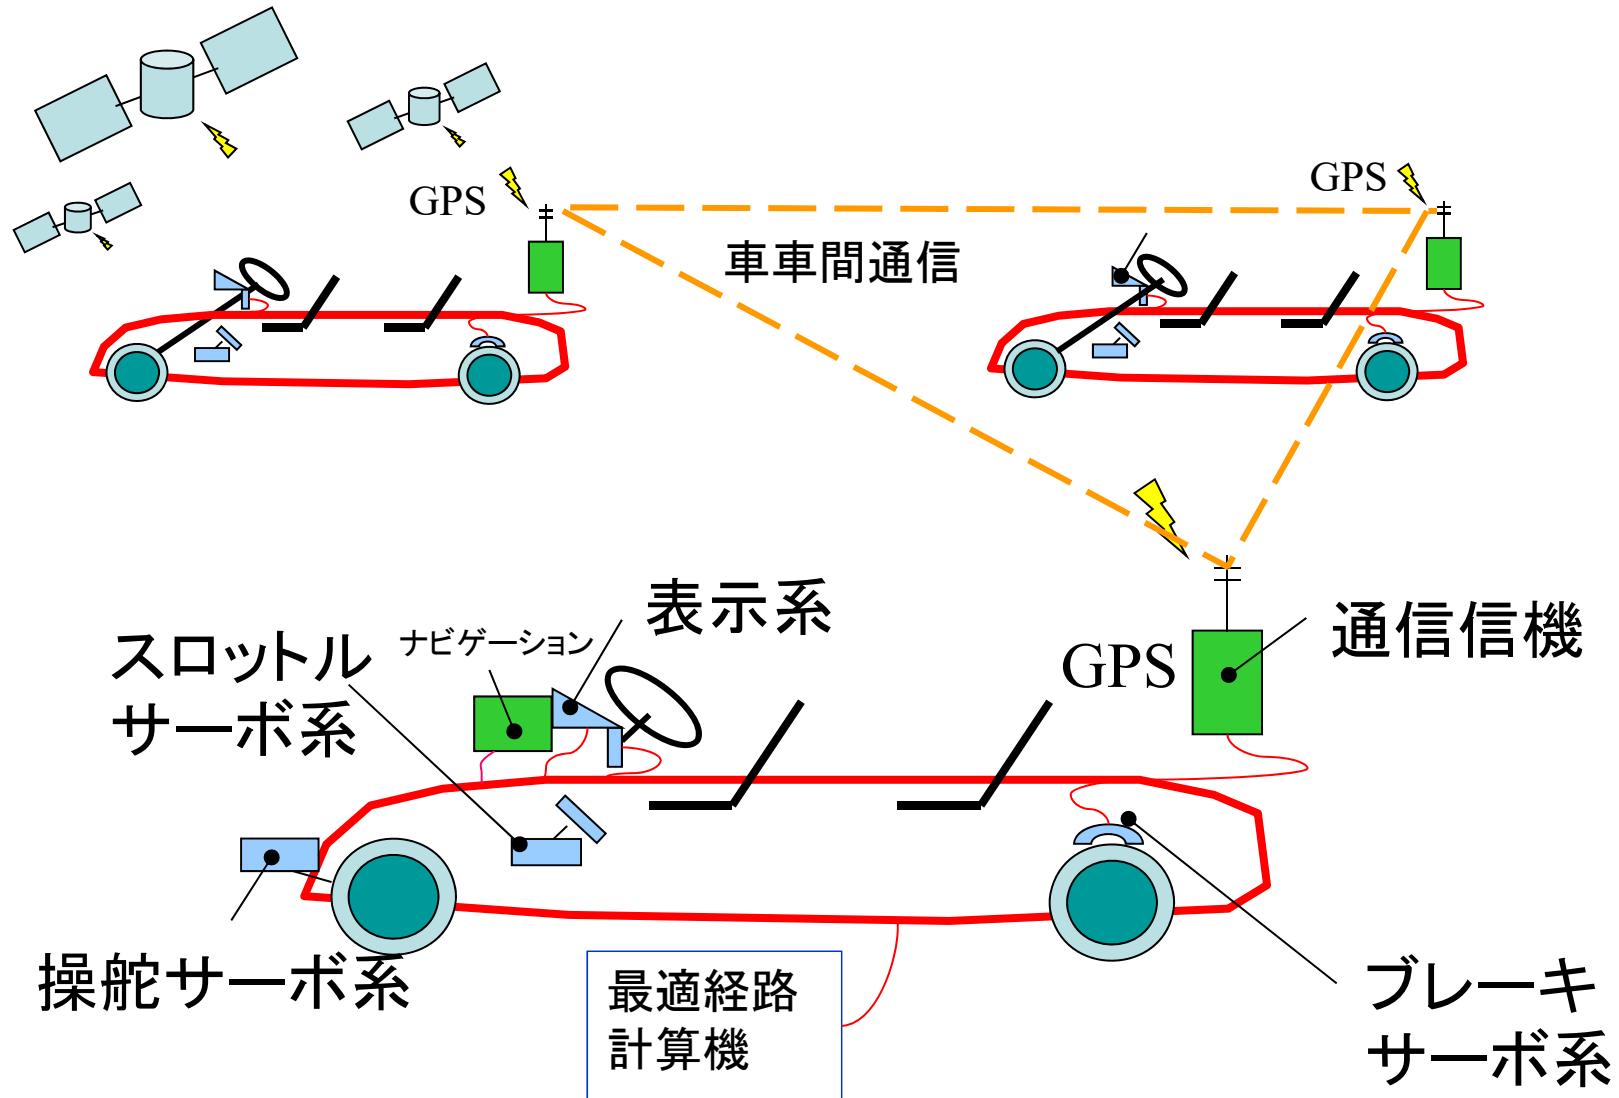 GPS
GPS
車車間通信
表示系
ナビゲーション
スロットル
サーボ系
GPS
通信信機
操舵サーボ系
最適経路
計算機
ブレーキ
サーボ系